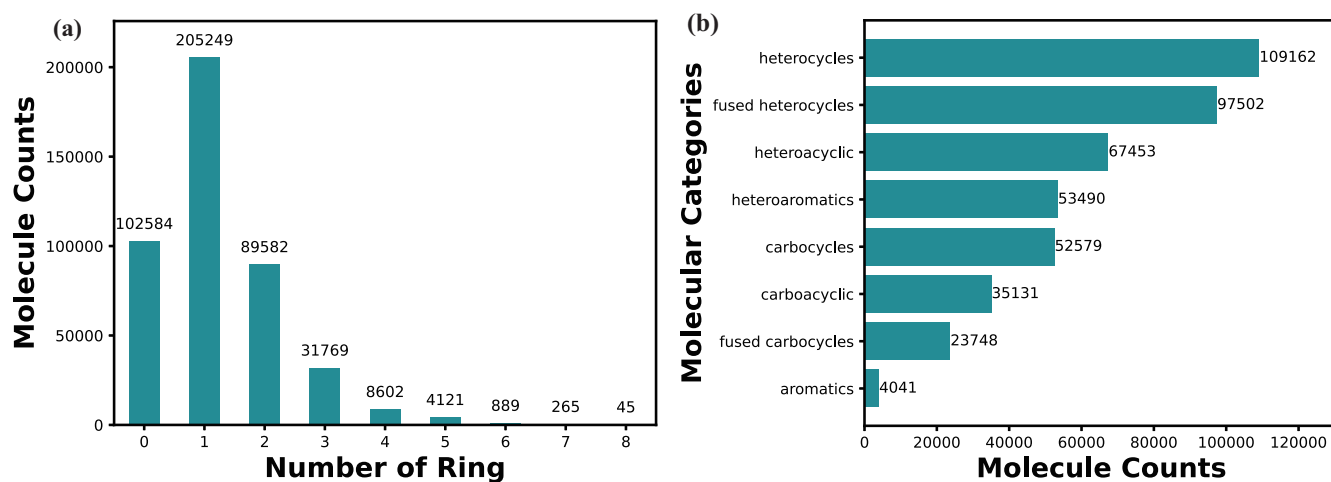 (a)
Molecule Counts
200000
150000
100000
50000
0
102584
205249
89582
31769
8602
4121
889
265
45
0 1 2 3 4 5 6 7 8
Number of Ring
(b)
Molecular Categories
heterocycles 109162
fused heterocycles 97502
heteroacyclic 67453
heteroaromatics 53490
carbocycles 52579
carboacyclic 35131
fused carbocycles 23748
aromatics 4041
0 20000 40000 60000 80000 100000 120000
Molecule Counts